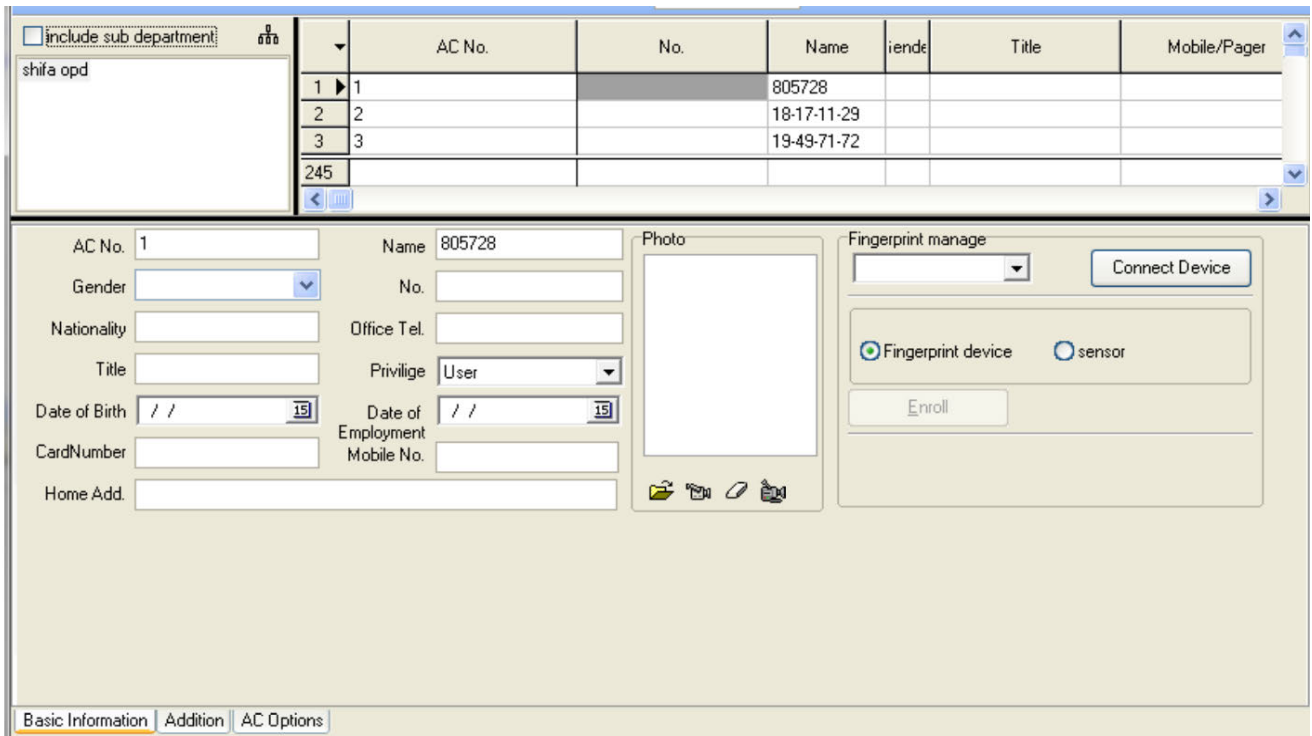 include sub department
shifa opd
AC No. No. Name iende Title Mobile/Pager
1 1 805728
2 2 18-17-11-29
3 3 19-49-71-72
245
AC No. 1 Name 805728
Gender No.
Nationality Office Tel.
Title Privilige User
Date of Birth / / 15 Date of Employment / / 15
CardNumber Mobile No.
Home Add.
Photo
Fingerprint manage
Connect Device
Fingerprint device sensor
Enroll
Basic Information Addition AC Options